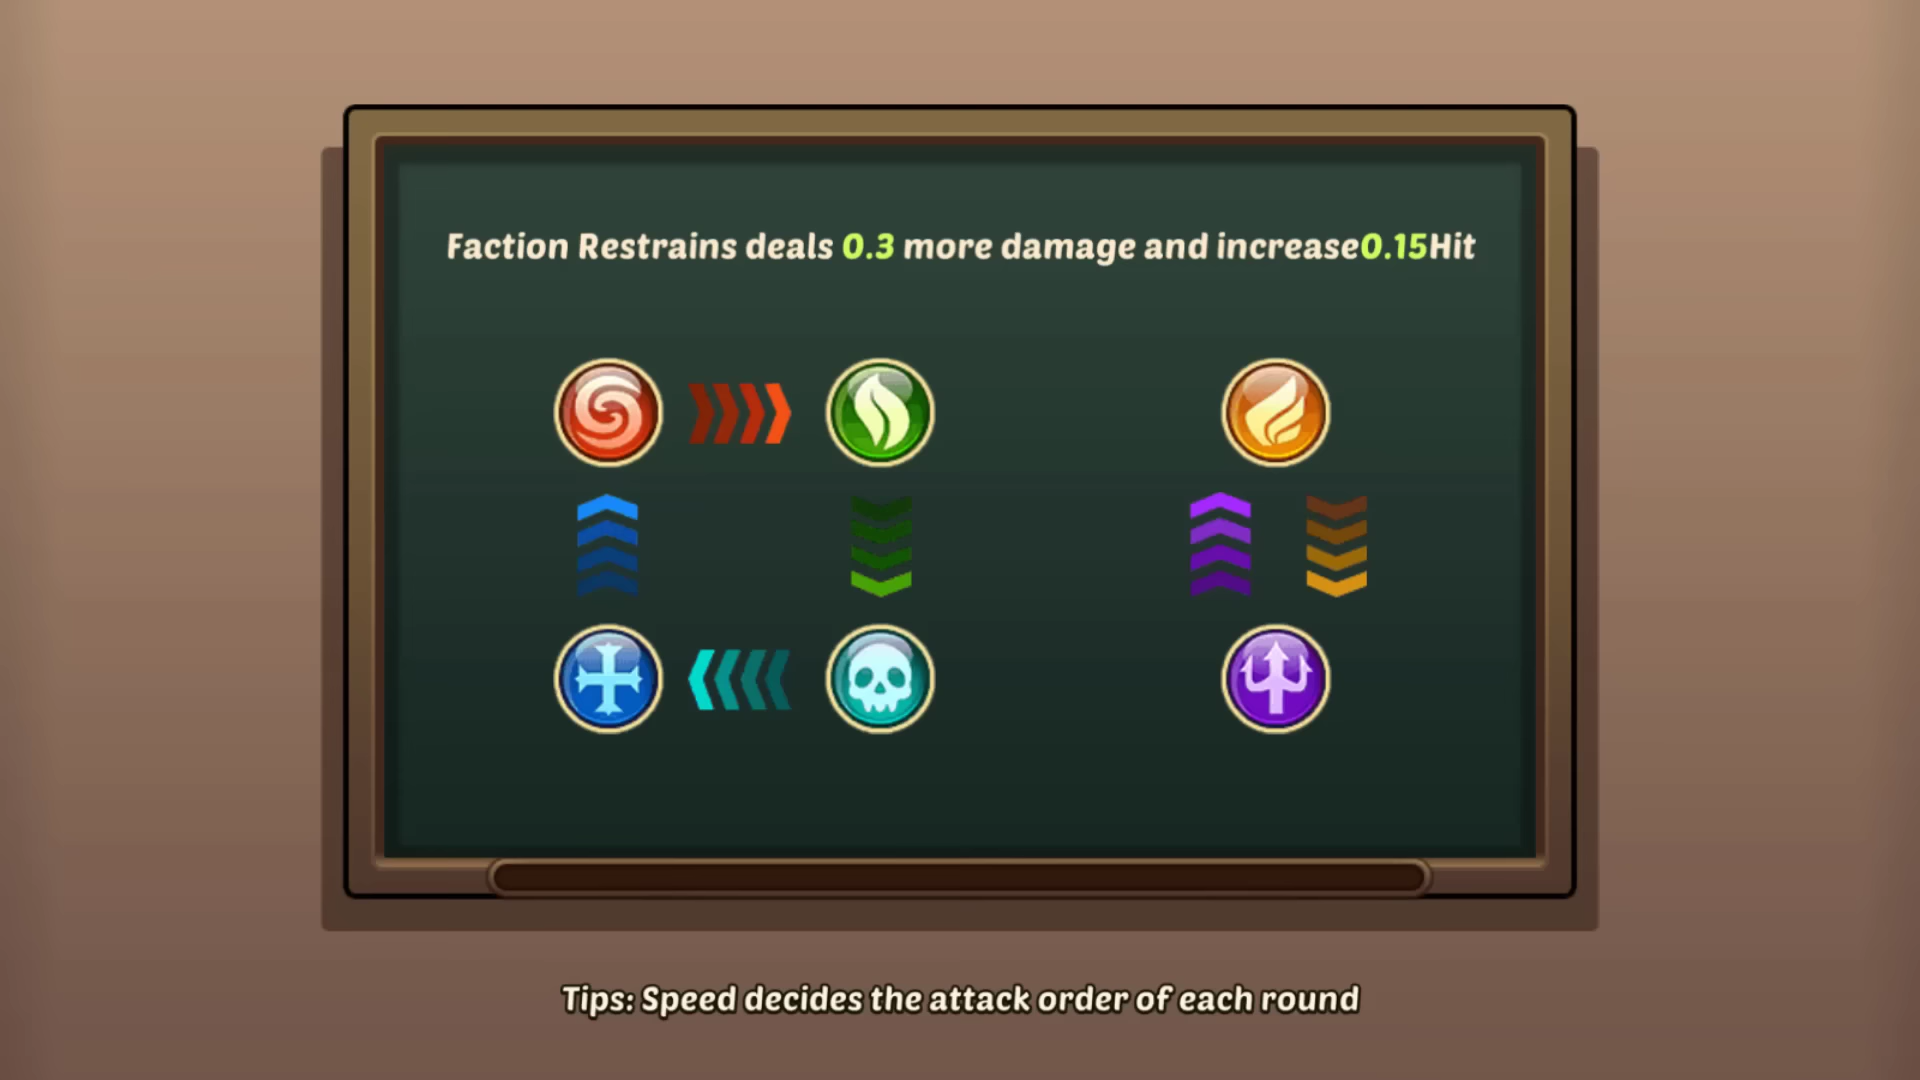 Faction Restrains deals 0.3 more damage and increase0.15Hit
Tips: Speed decides the attack order of each round